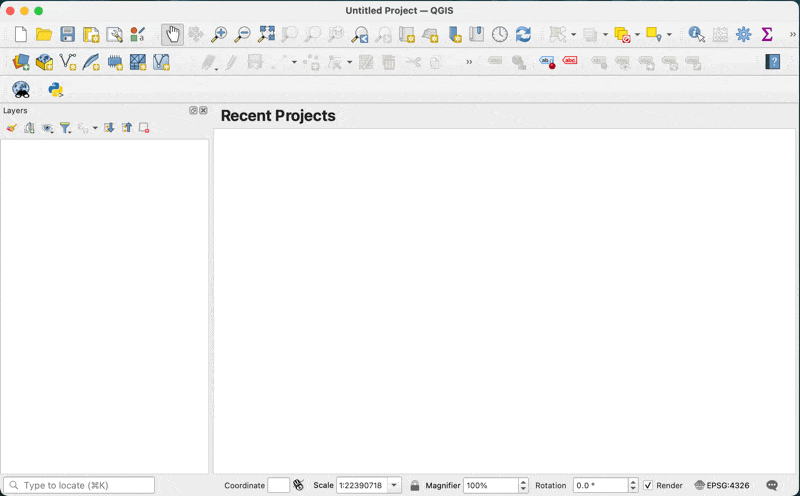 Untitled Project — QGIS
Layers
Recent Projects
Type to locate (⌘K)
Coordinate
Scale
1:22390718
Magnifier
100%
Rotation
0.0 °
Render
EPSG:4326